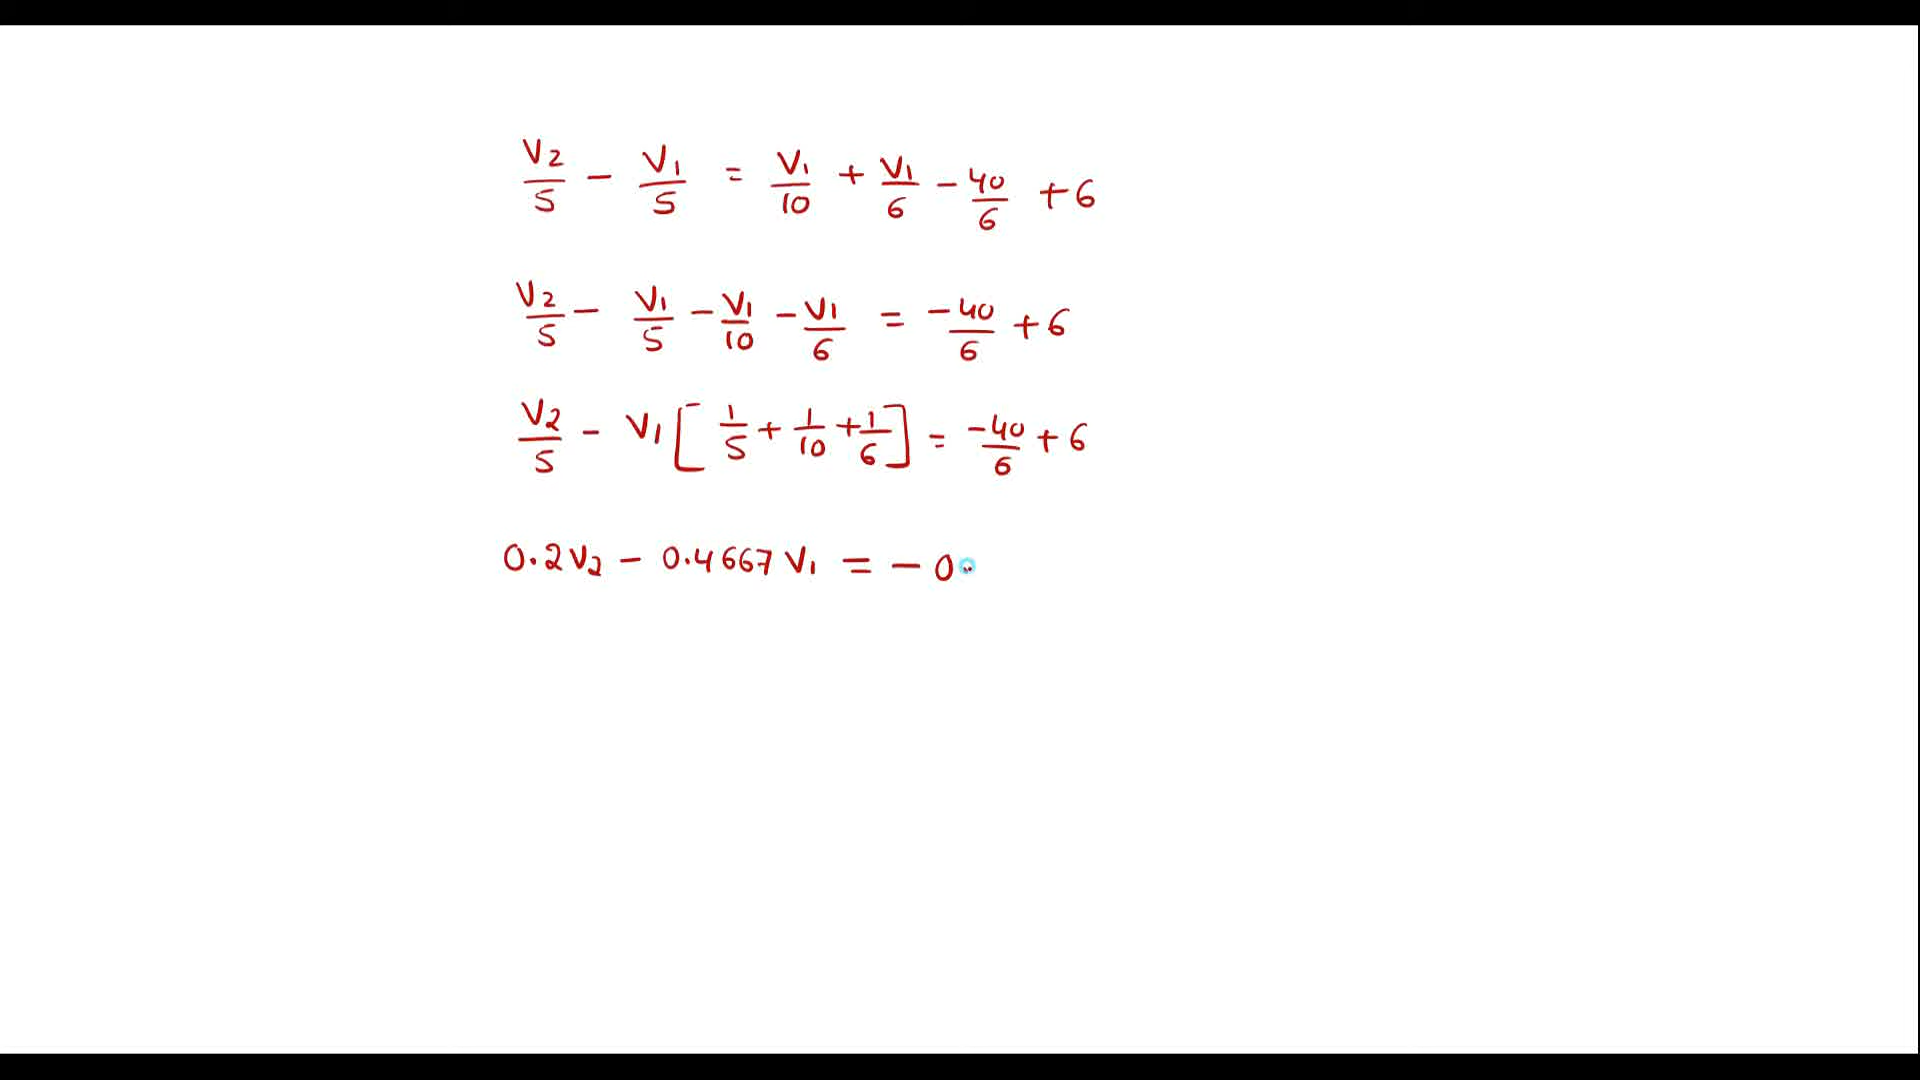 V₂/5 - V₁/5 = V₁/10 + V₁/6 - 40/6 + 6
V₂/5 - V₁/5 - V₁/10 - V₁/6 = -40/6 + 6
V₂/5 - V₁[1/5 + 1/10 + 1/6] = -40/6 + 6
0.2V₂ - 0.4667V₁ = -0.